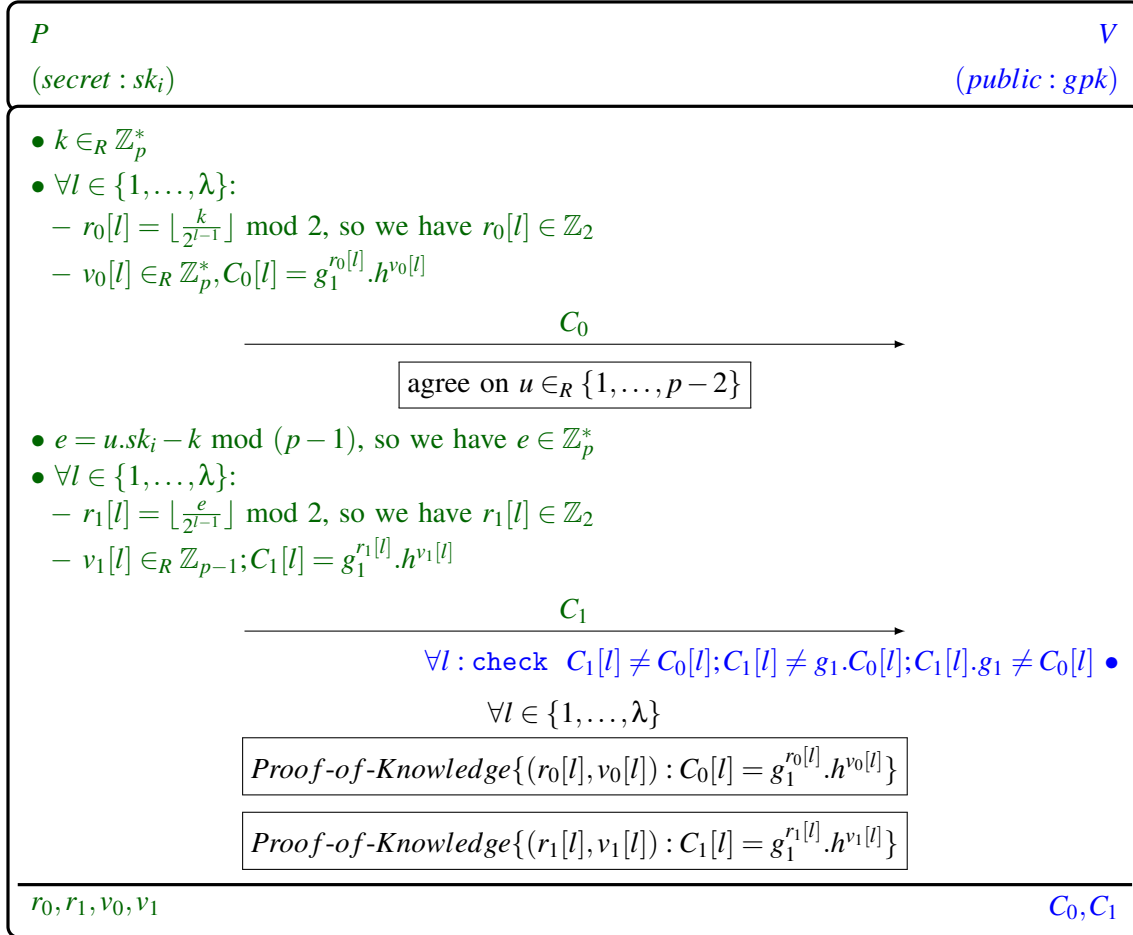 P V
(secret : sk_i) (public : gpk)
• k ∈_R ℤ_p^*
• ∀l ∈ {1,…,λ}:
– r_0[l] = ⌊k/2^{l−1}⌋ mod 2, so we have r_0[l] ∈ ℤ_2
– v_0[l] ∈_R ℤ_p^*, C_0[l] = g_1^{r_0[l]}.h^{v_0[l]}
C_0
agree on u ∈_R {1,…,p−2}
• e = u.sk_i − k mod (p−1), so we have e ∈ ℤ_p^*
• ∀l ∈ {1,…,λ}:
– r_1[l] = ⌊e/2^{l−1}⌋ mod 2, so we have r_1[l] ∈ ℤ_2
– v_1[l] ∈_R ℤ_{p−1}; C_1[l] = g_1^{r_1[l]}.h^{v_1[l]}
C_1
∀l : check C_1[l] ≠ C_0[l]; C_1[l] ≠ g_1.C_0[l]; C_1[l].g_1 ≠ C_0[l] •
∀l ∈ {1,…,λ}
Proof-of-Knowledge{(r_0[l], v_0[l]) : C_0[l] = g_1^{r_0[l]}.h^{v_0[l]}}
Proof-of-Knowledge{(r_1[l], v_1[l]) : C_1[l] = g_1^{r_1[l]}.h^{v_1[l]}}
r_0, r_1, v_0, v_1 C_0, C_1